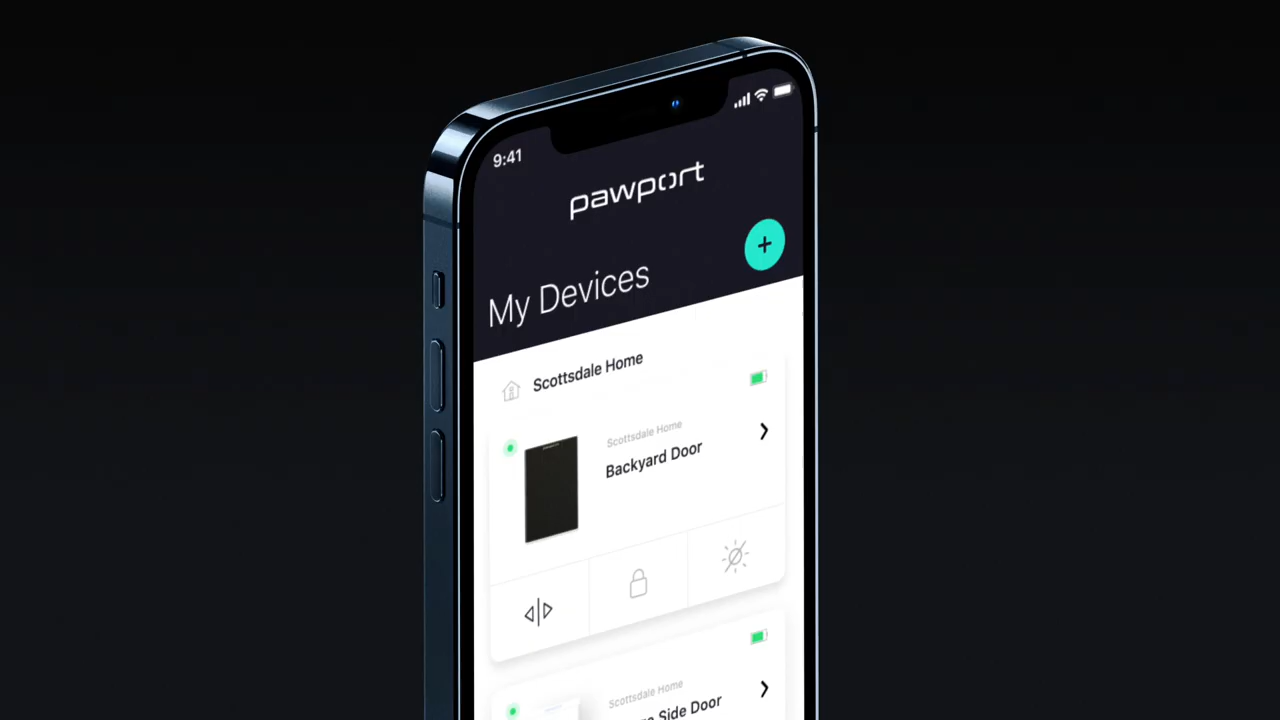 9:41
pawport
My Devices
+
Scottsdale Home
Scottsdale Home
Backyard Door
Scottsdale Home
Side Door